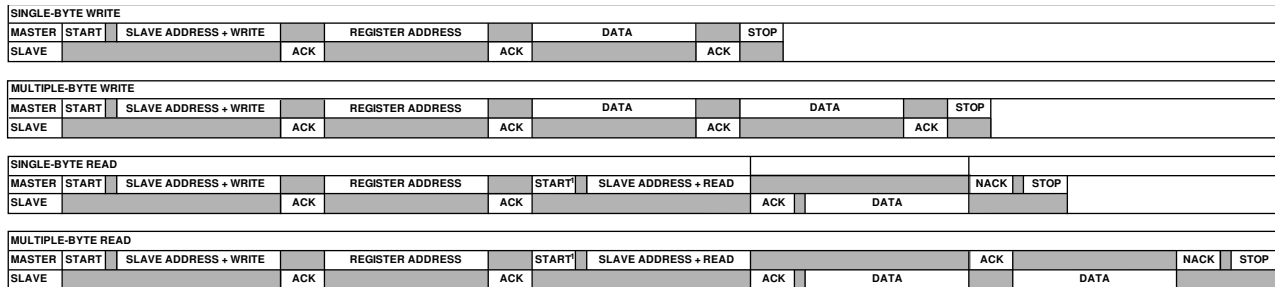 SINGLE-BYTE WRITE
MASTER START SLAVE ADDRESS + WRITE REGISTER ADDRESS DATA STOP
SLAVE ACK ACK ACK
MULTIPLE-BYTE WRITE
MASTER START SLAVE ADDRESS + WRITE REGISTER ADDRESS DATA DATA STOP
SLAVE ACK ACK ACK ACK
SINGLE-BYTE READ
MASTER START SLAVE ADDRESS + WRITE REGISTER ADDRESS START¹ SLAVE ADDRESS + READ NACK STOP
SLAVE ACK ACK ACK DATA
MULTIPLE-BYTE READ
MASTER START SLAVE ADDRESS + WRITE REGISTER ADDRESS START¹ SLAVE ADDRESS + READ ACK NACK STOP
SLAVE ACK ACK ACK DATA DATA